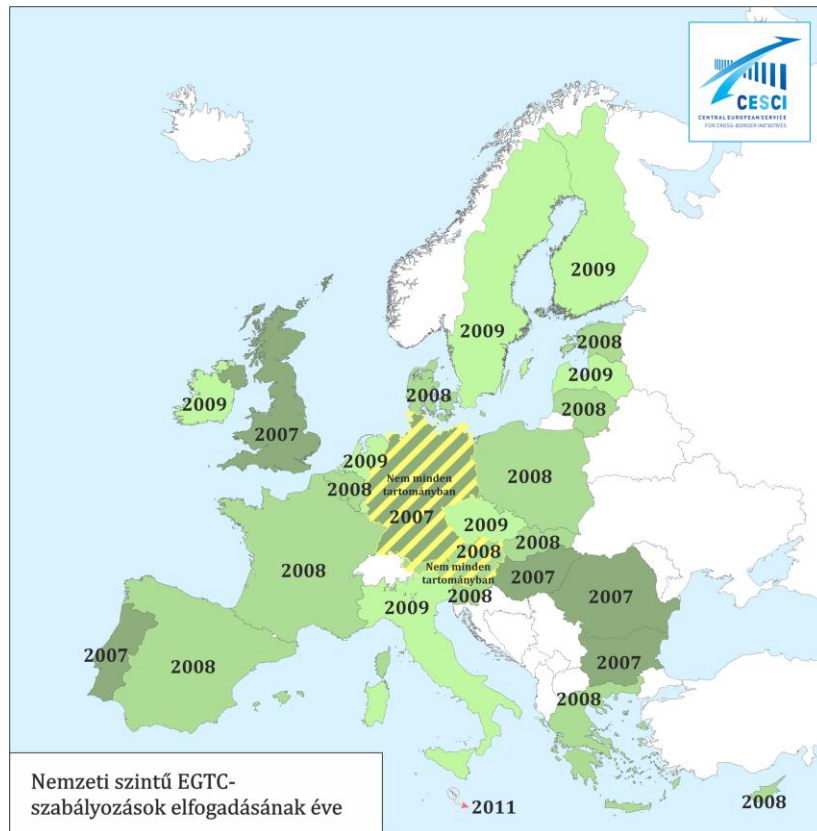 CESCI
CENTRAL EUROPEAN SERVICE
FOR CROSS-BORDER INITIATIVES
2009
2009
2008
2009
2008
2008
2009
2007
2009
2008
Nem minden
tartományban
2007
2008
2009
2008
2008
Nem minden
tartományban
2008
2007
2008
2009
2007
2007
2007
2008
2008
2011
2008
Nemzeti szintű EGTC-
szabályozások elfogadásának éve